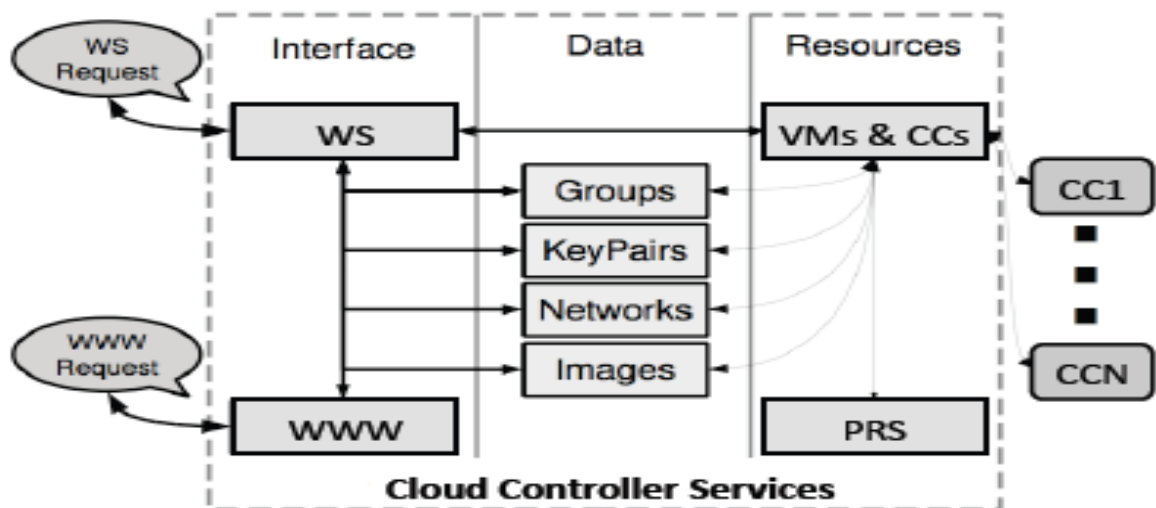 WS
Request
Interface
Data
Resources
WS
VMs & CCs
Groups
CC1
KeyPairs
Networks
WWW
Request
Images
CCN
WWW
PRS
Cloud Controller Services